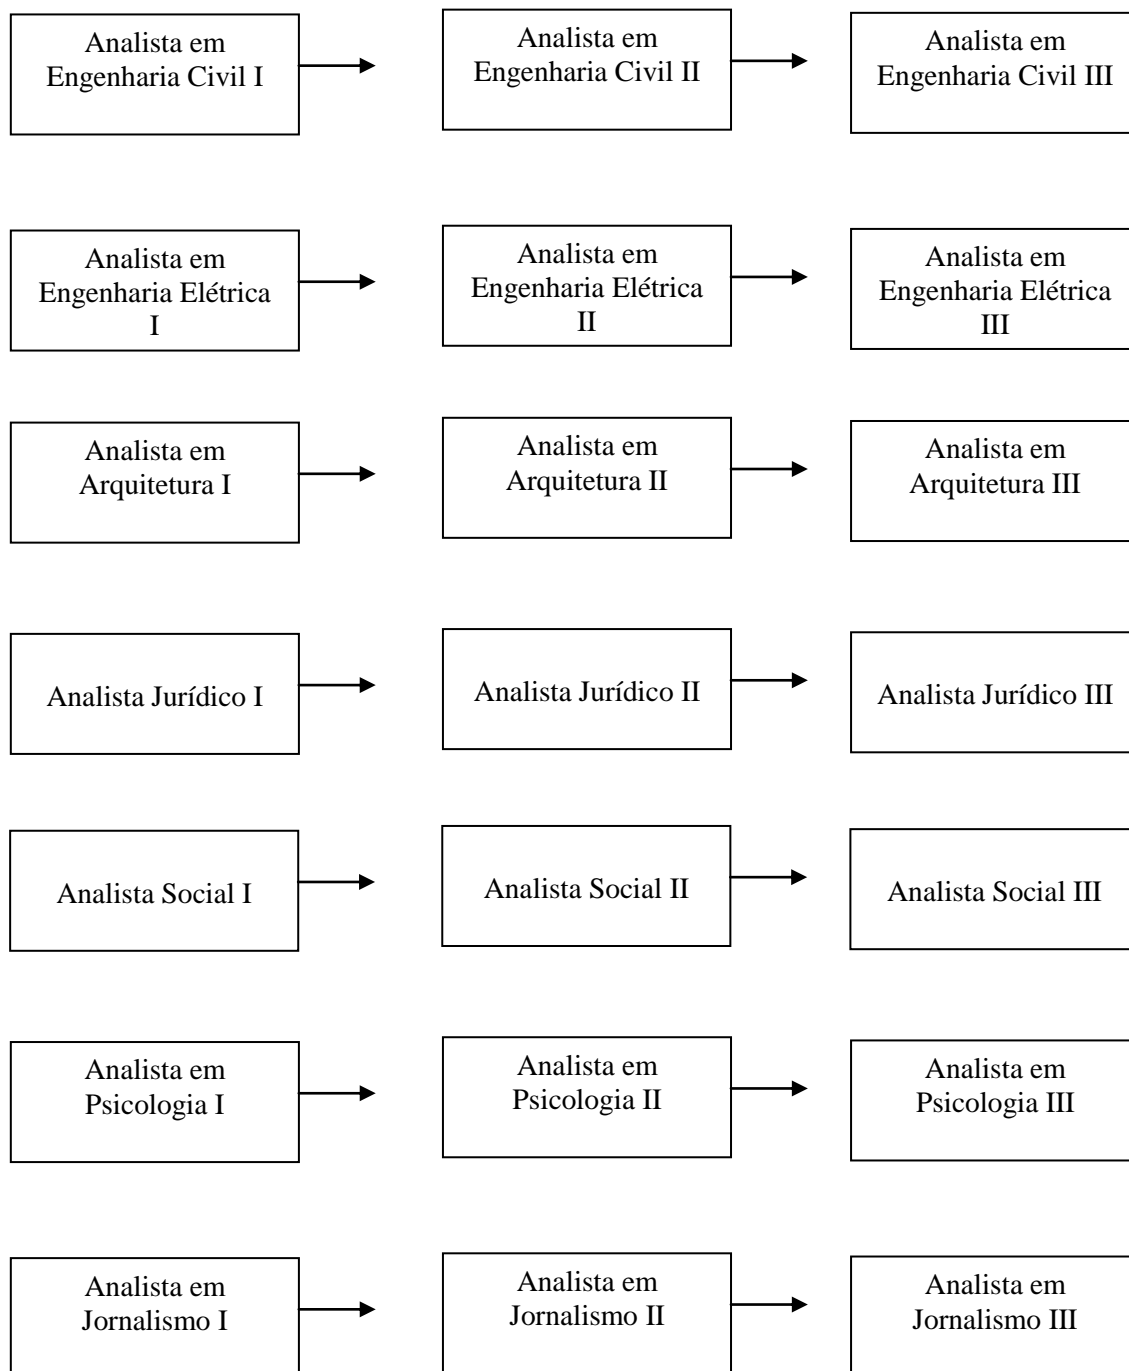 Analista em
Engenharia Civil I
Analista em
Engenharia Civil II
Analista em
Engenharia Civil III
Analista em
Engenharia Elétrica
I
Analista em
Engenharia Elétrica
II
Analista em
Engenharia Elétrica
III
Analista em
Arquitetura I
Analista em
Arquitetura II
Analista em
Arquitetura III
Analista Jurídico I
Analista Jurídico II
Analista Jurídico III
Analista Social I
Analista Social II
Analista Social III
Analista em
Psicologia I
Analista em
Psicologia II
Analista em
Psicologia III
Analista em
Jornalismo I
Analista em
Jornalismo II
Analista em
Jornalismo III